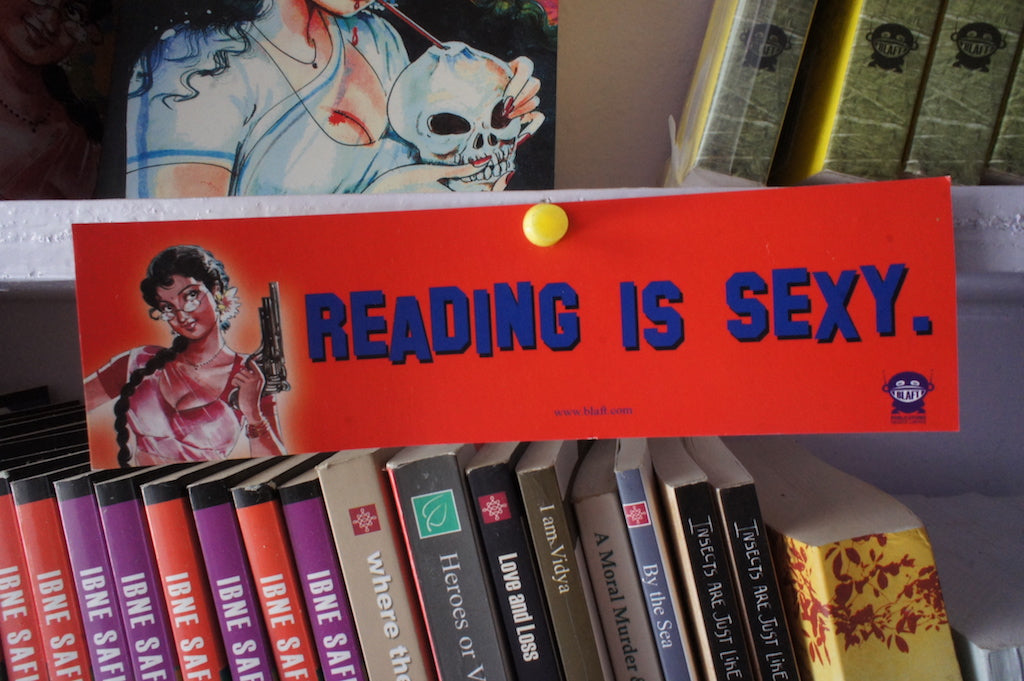 READING IS SEXY.
www.blaft.com
BLAFT
IBNE SAF
IBNE SAF
IBNE SAF
IBNE SAF
IBNE SAF
IBNE SAF
IBNE SAF
IBNE SAF
where the
Heroes or V
Love and Loss
I am Vidya
A Moral Murder &
By the Sea
INSECTS ARE JUST LIKE
INSECTS ARE JUST LIKE